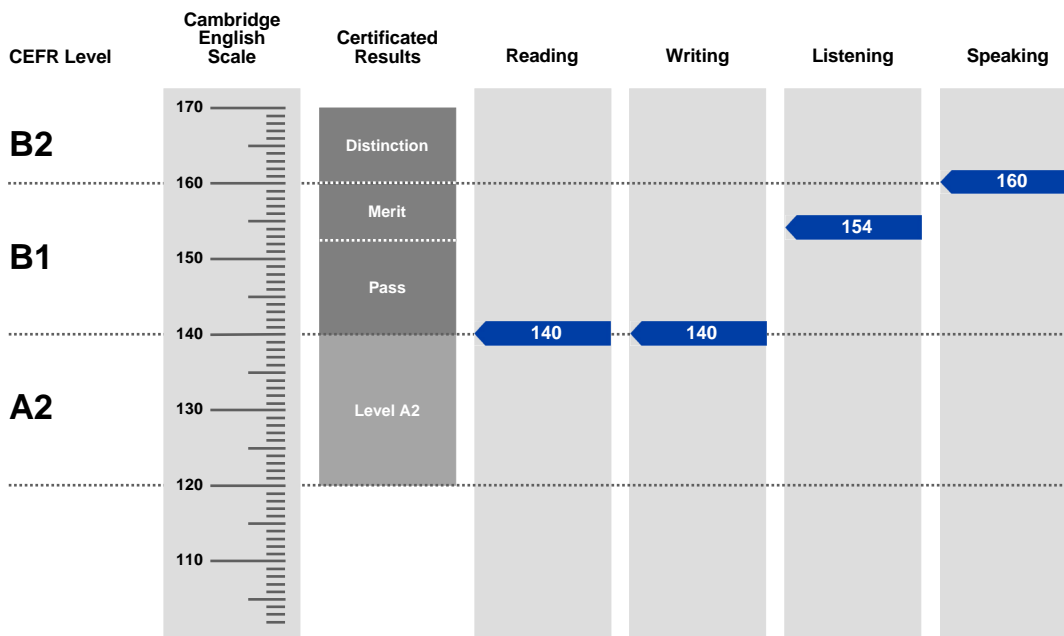 CEFR Level
Cambridge
English
Scale
Certificated
Results
Reading
Writing
Listening
Speaking
170
B2
Distinction
160
160
Merit
154
B1
150
Pass
140
140
140
A2
130
Level A2
120
110